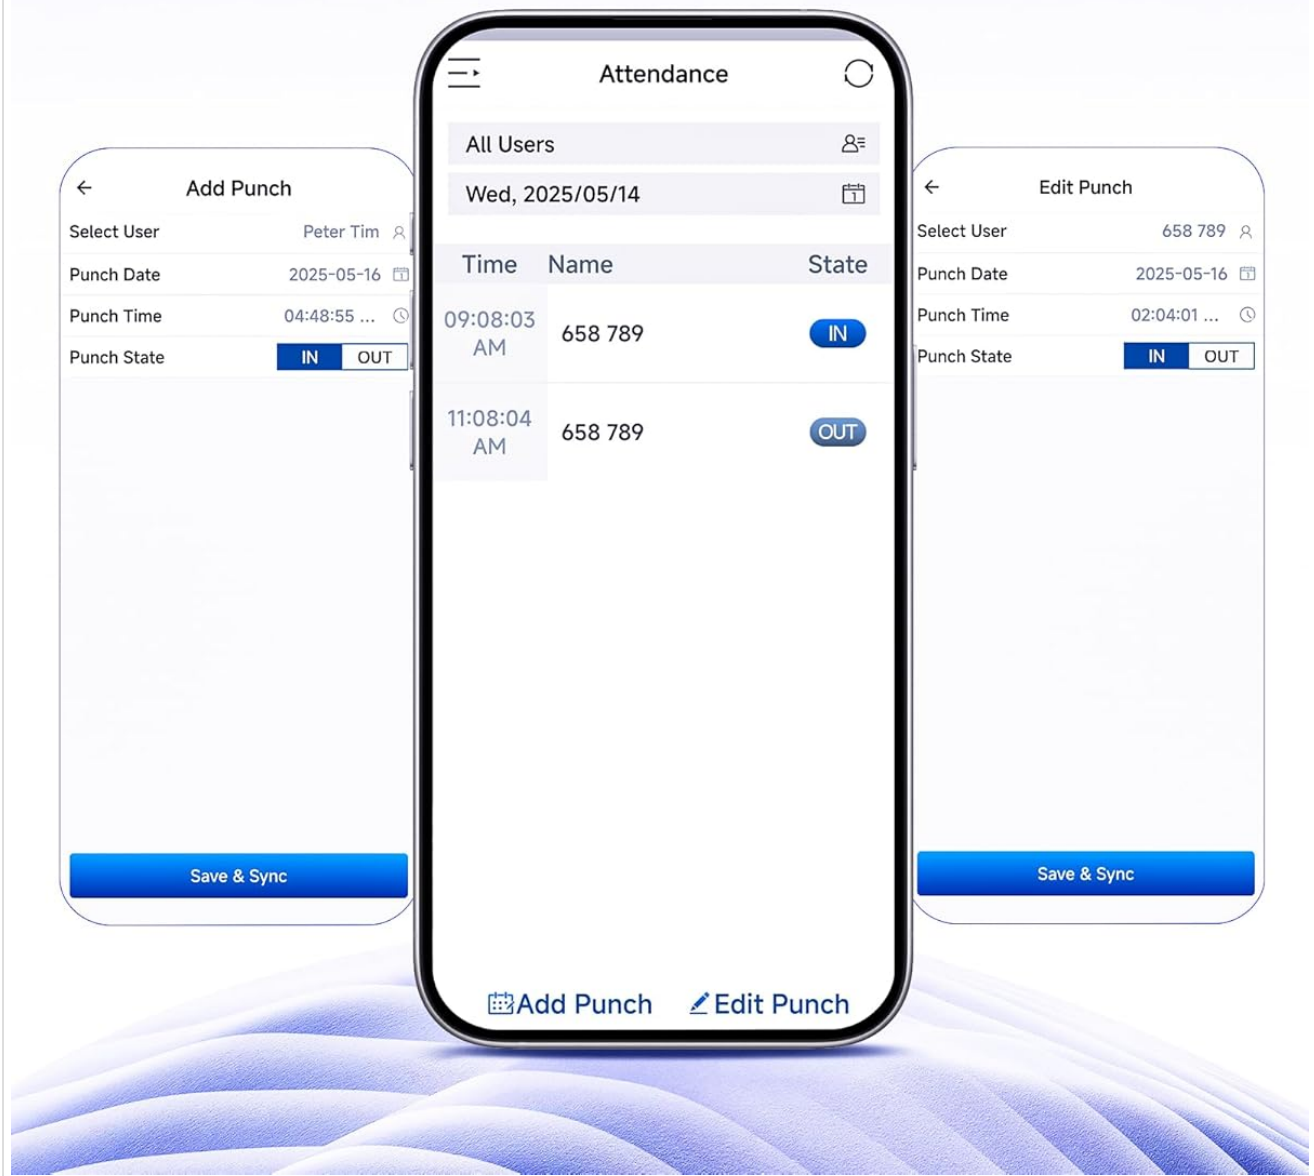 Attendance
All Users
Wed, 2025/05/14
Time Name State
09:08:03 AM 658 789 IN
11:08:04 AM 658 789 OUT
Add Punch Edit Punch
Add Punch
Select User Peter Tim
Punch Date 2025-05-16
Punch Time 04:48:55 ...
Punch State IN OUT
Save & Sync
Edit Punch
Select User 658 789
Punch Date 2025-05-16
Punch Time 02:04:01 ...
Punch State IN OUT
Save & Sync